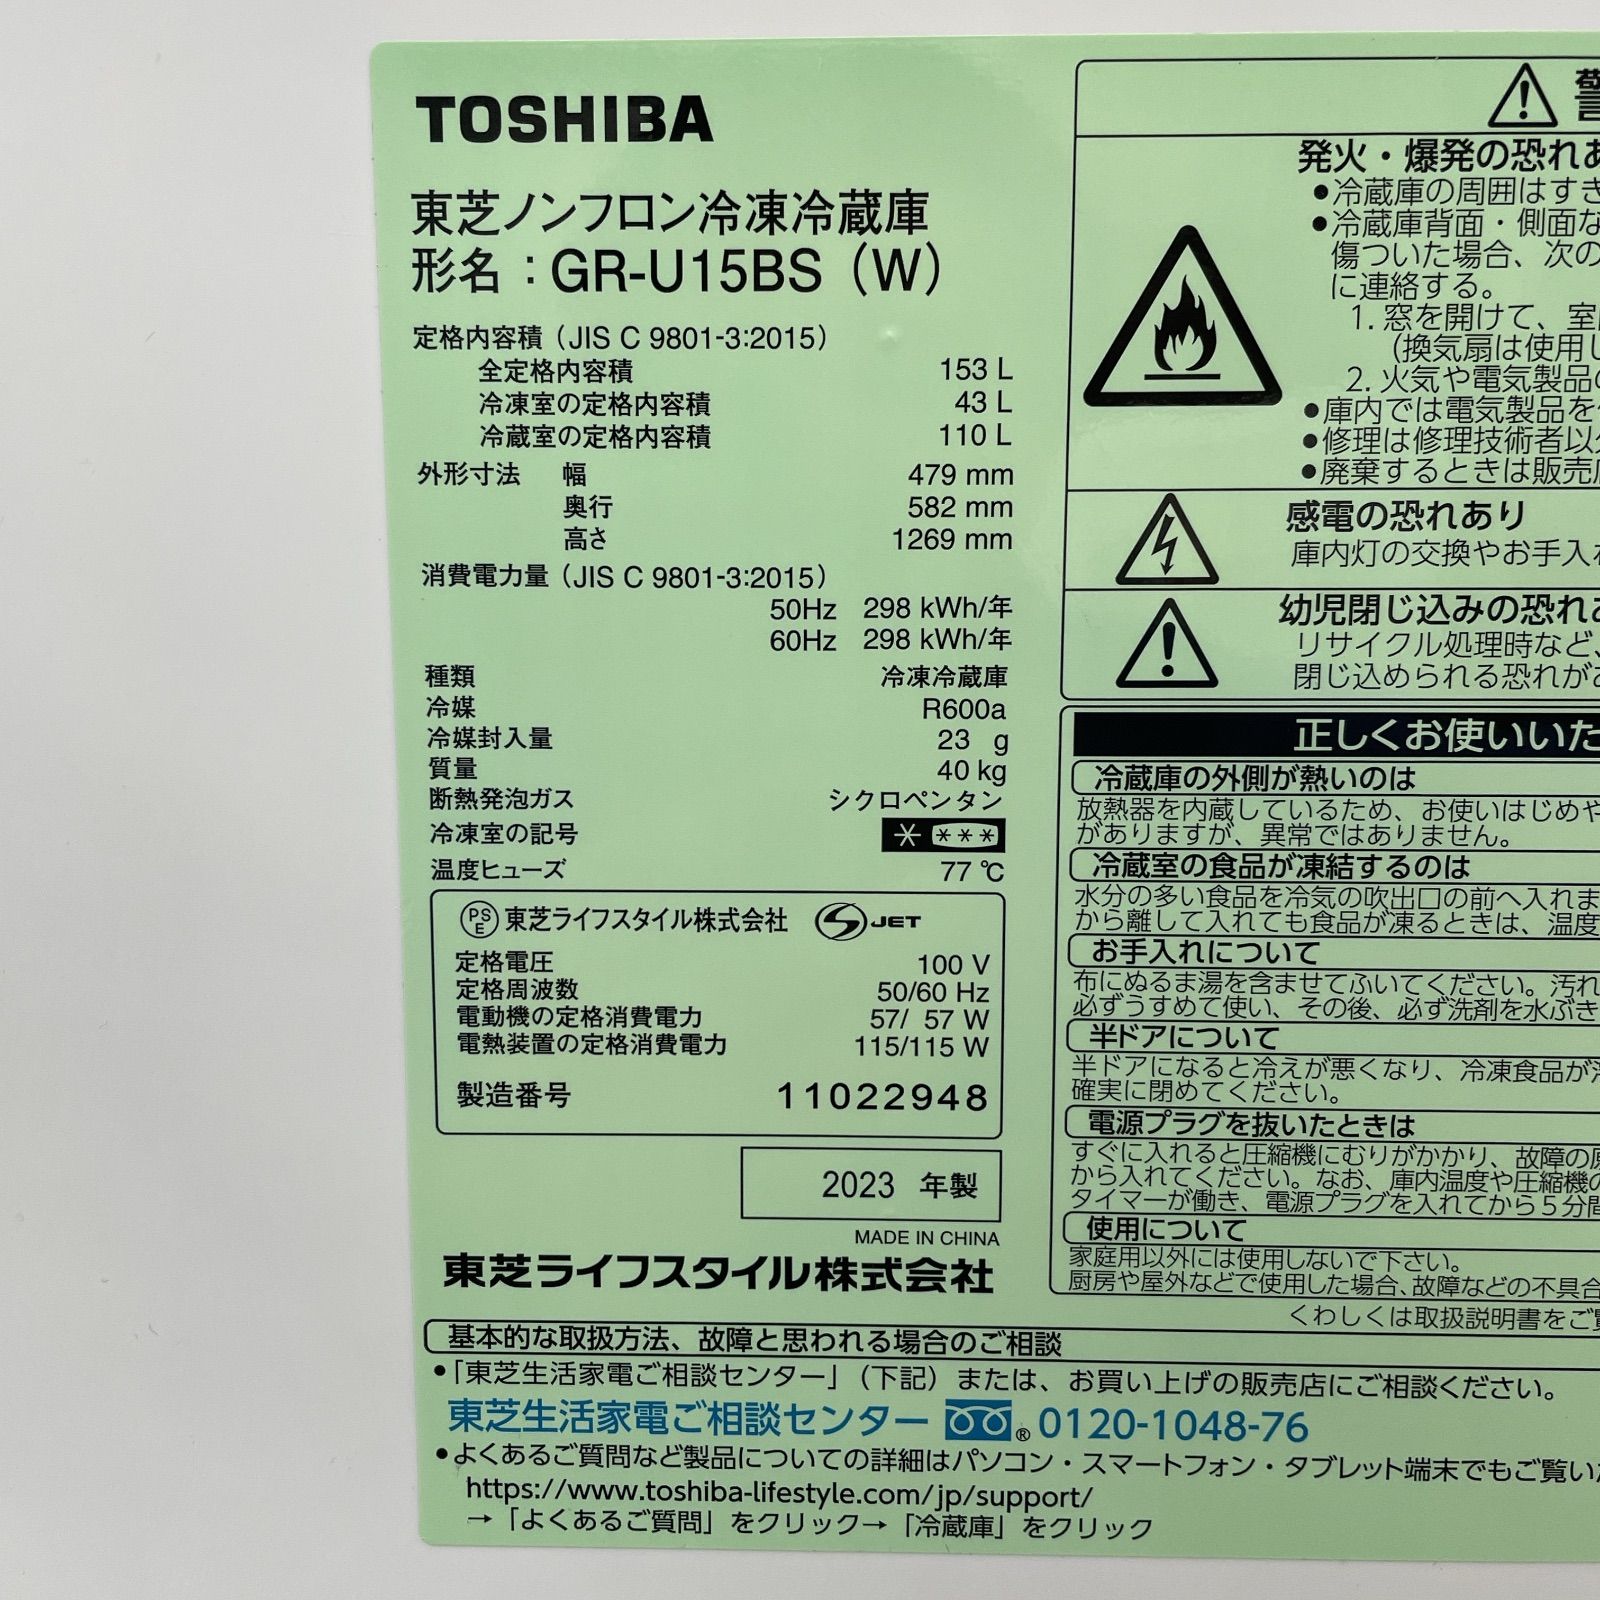 TOSHIBA
東芝ノンフロン冷凍冷蔵庫
形名：GR-U15BS（W）
定格内容積（JIS C 9801-3:2015）
全定格内容積 153 L
冷凍室の定格内容積 43 L
冷蔵室の定格内容積 110 L
外形寸法 幅 479 mm
奥行 582 mm
高さ 1269 mm
消費電力量（JIS C 9801-3:2015）
50Hz 298 kWh/年
60Hz 298 kWh/年
種類 冷凍冷蔵庫
冷媒 R600a
冷媒封入量 23 g
質量 40 kg
断熱発泡ガス シクロペンタン
冷凍室の記号 * ***
温度ヒューズ 77 ℃
PSE 東芝ライフスタイル株式会社 S JET
定格電圧 100 V
定格周波数 50/60 Hz
電動機の定格消費電力 57/ 57 W
電熱装置の定格消費電力 115/115 W
製造番号 11022948
2023 年製
MADE IN CHINA
東芝ライフスタイル株式会社
発火・爆発の恐れ
●冷蔵庫の周囲はすき
●冷蔵庫背面・側面な
傷ついた場合、次の
に連絡する。
1. 窓を開けて、室
(換気扇は使用し
2. 火気や電気製品の
●庫内では電気製品を
●修理は修理技術者以
●廃棄するときは販売
感電の恐れあり
庫内灯の交換やお手入
幼児閉じ込みの恐れ
リサイクル処理時など、
閉じ込められる恐れが
正しくお使いいた
冷蔵庫の外側が熱いのは
放熱器を内蔵しているため、お使いはじめや
がありますが、異常ではありません。
冷蔵室の食品が凍結するのは
水分の多い食品を冷気の吹出口の前へ入れま
から離して入れても食品が凍るときは、温度
お手入れについて
布にぬるま湯を含ませてふいてください。汚れ
必ずうすめて使い、その後、必ず洗剤を水ぶき
半ドアについて
半ドアになると冷えが悪くなり、冷凍食品が
確実に閉めてください。
電源プラグを抜いたときは
すぐに入れると圧縮機にむりがかかり、故障の
から入れてください。なお、庫内温度や圧縮機の
タイマーが働き、電源プラグを入れてから5分間
使用について
家庭用以外には使用しないで下さい。
厨房や屋外などで使用した場合、故障などの不具合
くわしくは取扱説明書をご
基本的な取扱方法、故障と思われる場合のご相談
●「東芝生活家電ご相談センター」（下記）または、お買い上げの販売店にご相談ください。
東芝生活家電ご相談センター ® 0120-1048-76
●よくあるご質問など製品についての詳細はパソコン・スマートフォン・タブレット端末でもご覧い
https://www.toshiba-lifestyle.com/jp/support/
→「よくあるご質問」をクリック→「冷蔵庫」をクリック